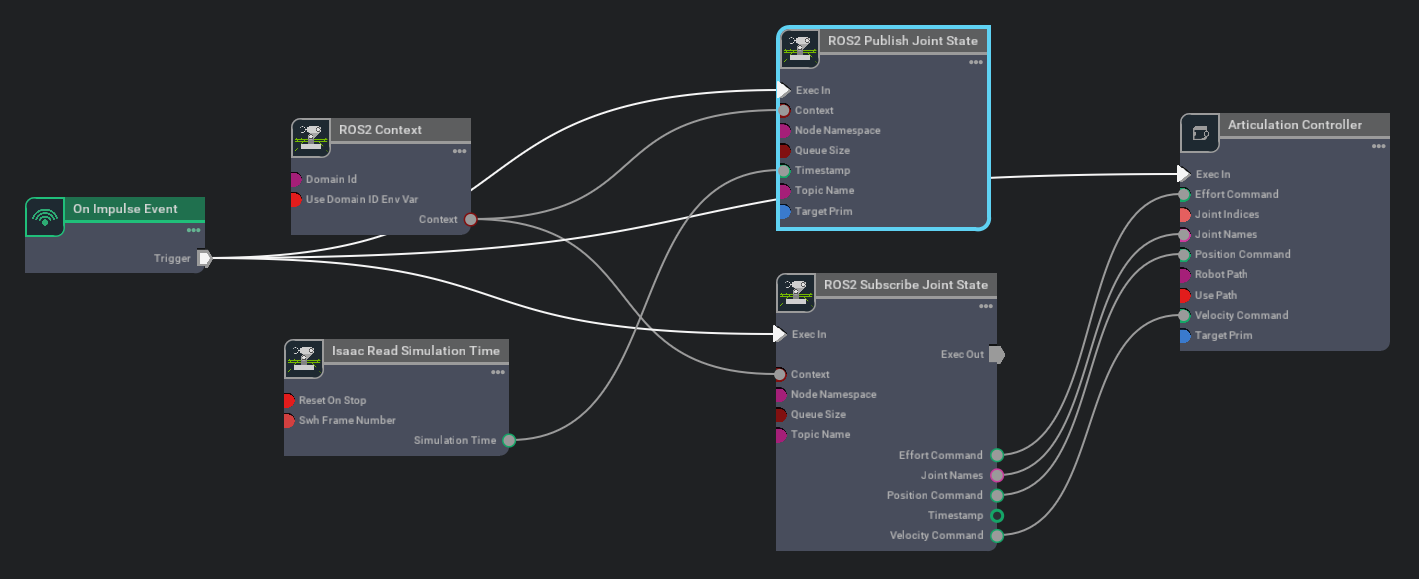 On Impulse Event
Trigger
ROS2 Context
Domain Id
Use Domain ID Env Var
Context
Isaac Read Simulation Time
Reset On Stop
Swh Frame Number
Simulation Time
ROS2 Publish Joint State
Exec In
Context
Node Namespace
Queue Size
Timestamp
Topic Name
Target Prim
ROS2 Subscribe Joint State
Exec In
Exec Out
Context
Node Namespace
Queue Size
Topic Name
Effort Command
Joint Names
Position Command
Timestamp
Velocity Command
Articulation Controller
Exec In
Effort Command
Joint Indices
Joint Names
Position Command
Robot Path
Use Path
Velocity Command
Target Prim